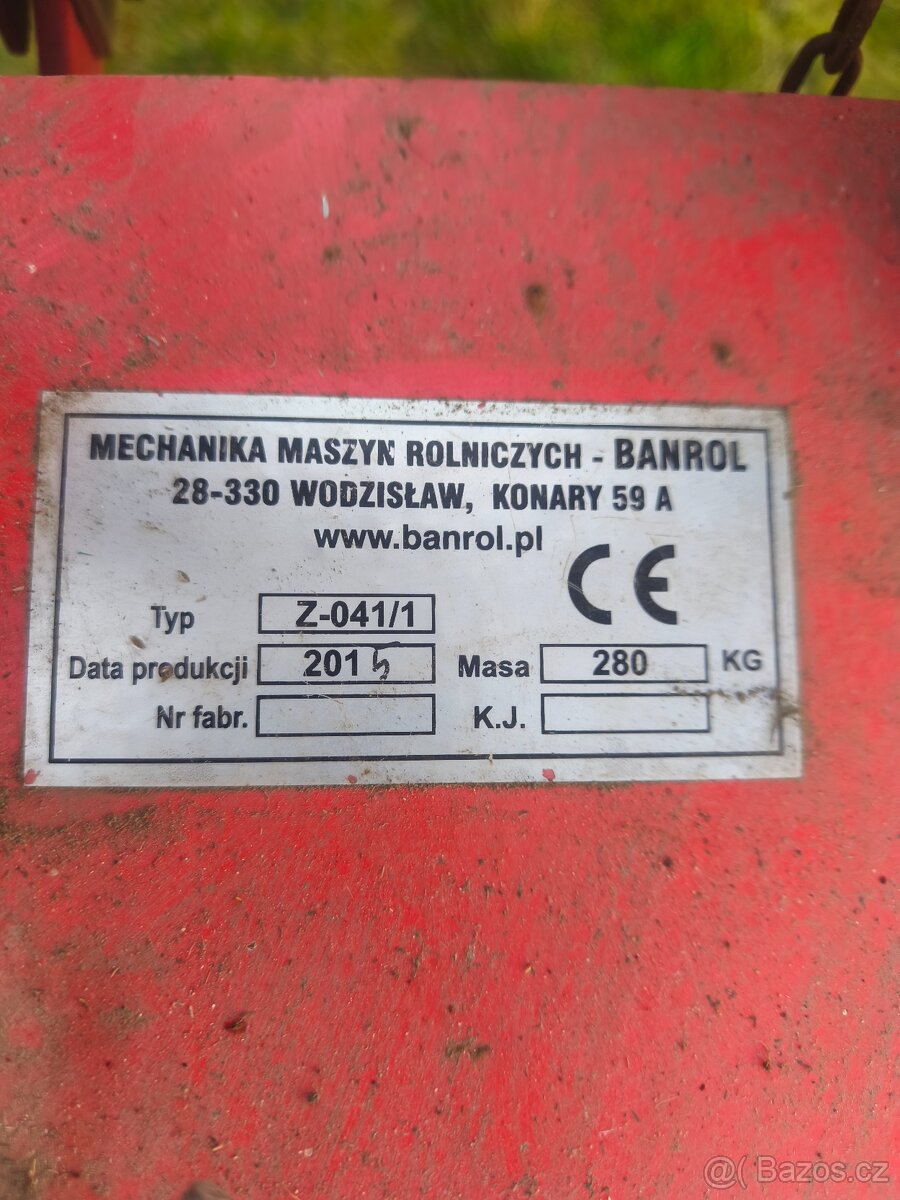 MECHANIKA MASZYN ROLNICZYCH - BANROL
28-330 WODZISŁAW, KONARY 59 A
www.banrol.pl
CE
Typ Z-041/1
Data produkcji 2015 Masa 280 KG
Nr fabr. K.J.
@ Bazos.cz